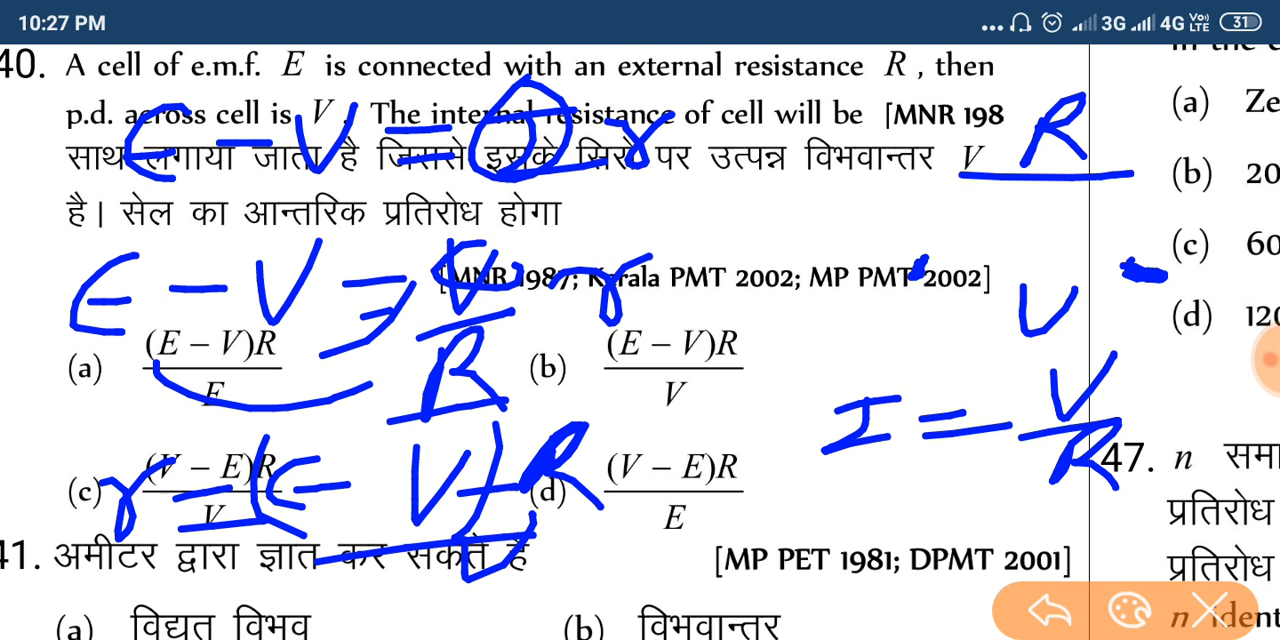 10:27 PM ... 3G 4G VoJ LTE 31
40. A cell of e.m.f. E is connected with an external resistance R, then
p.d. across cell is V. The internal resistance of cell will be [MNR 198
साथ लगाया जाता है जिससे इसके सिरों पर उत्पन्न विभवान्तर V
है। सेल का आन्तरिक प्रतिरोध होगा
[MNR 1987; Kerala PMT 2002; MP PMT 2002]
(a) (E – V)R / E (b) (E – V)R / V
(c) (V – E)R / V (d) (V – E)R / E
41. अमीटर द्वारा ज्ञात कर सकते हैं
[MP PET 1981; DPMT 2001]
(a) विद्युत विभव (b) विभवान्तर
E – V = I r
R
E – V = V/R r
V
I = V/R
r = (E – V) R / V
(a) Ze
(b) 20
(c) 60
(d) 120
47. n समा
प्रतिरोध
प्रतिरोध
n ident